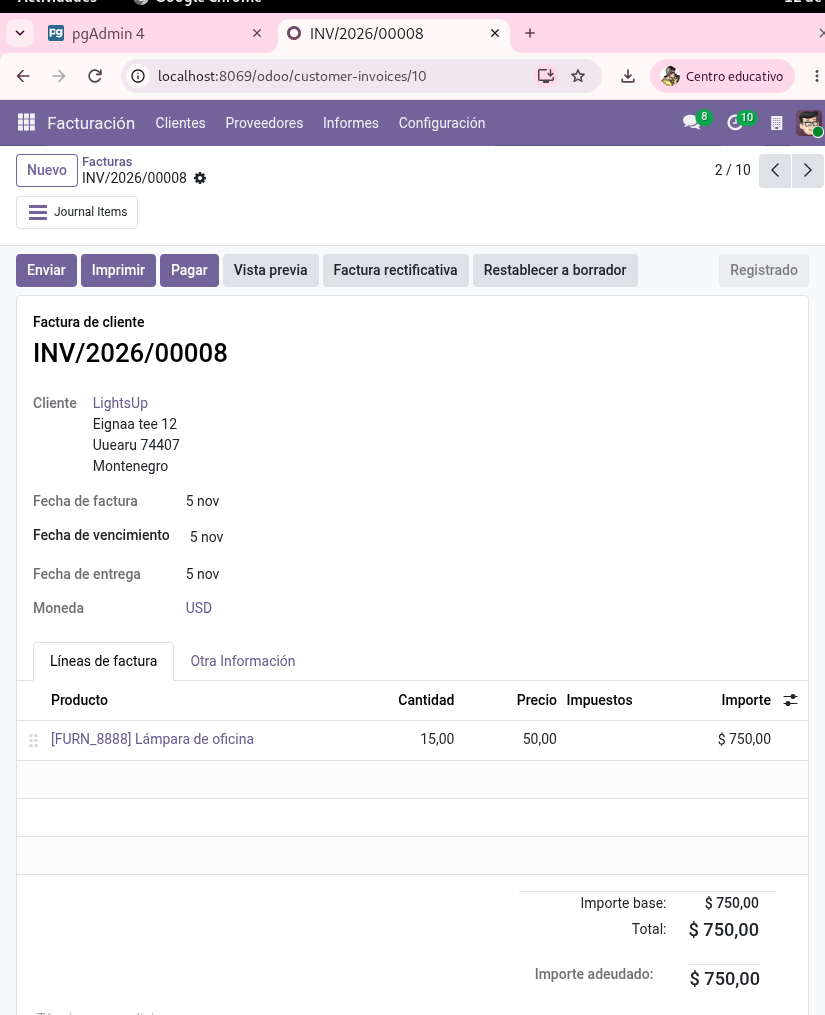 Pg pgAdmin 4
INV/2026/00008
localhost:8069/odoo/customer-invoices/10
Centro educativo
Facturación Clientes Proveedores Informes Configuración 8 10
Nuevo
Facturas
INV/2026/00008
2 / 10
Journal Items
Enviar Imprimir Pagar Vista previa Factura rectificativa Restablecer a borrador Registrado
Factura de cliente
INV/2026/00008
Cliente LightsUp
Eignaa tee 12
Uuearu 74407
Montenegro
Fecha de factura 5 nov
Fecha de vencimiento 5 nov
Fecha de entrega 5 nov
Moneda USD
Líneas de factura Otra Información
Producto Cantidad Precio Impuestos Importe
[FURN_8888] Lámpara de oficina 15,00 50,00 $ 750,00
Importe base: $ 750,00
Total: $ 750,00
Importe adeudado: $ 750,00